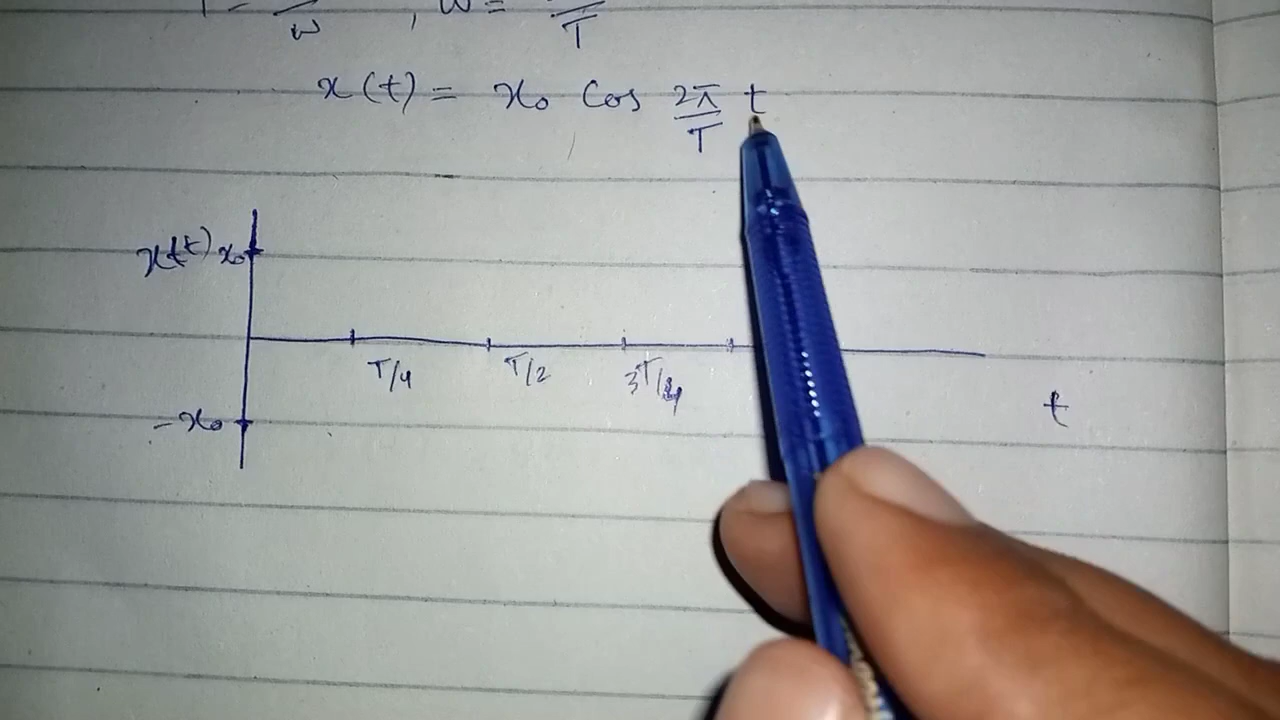 ω , ω = T
x(t) = x₀ cos 2π/T t
x(t) x₀
T/4 T/2 3T/4
-x₀ t